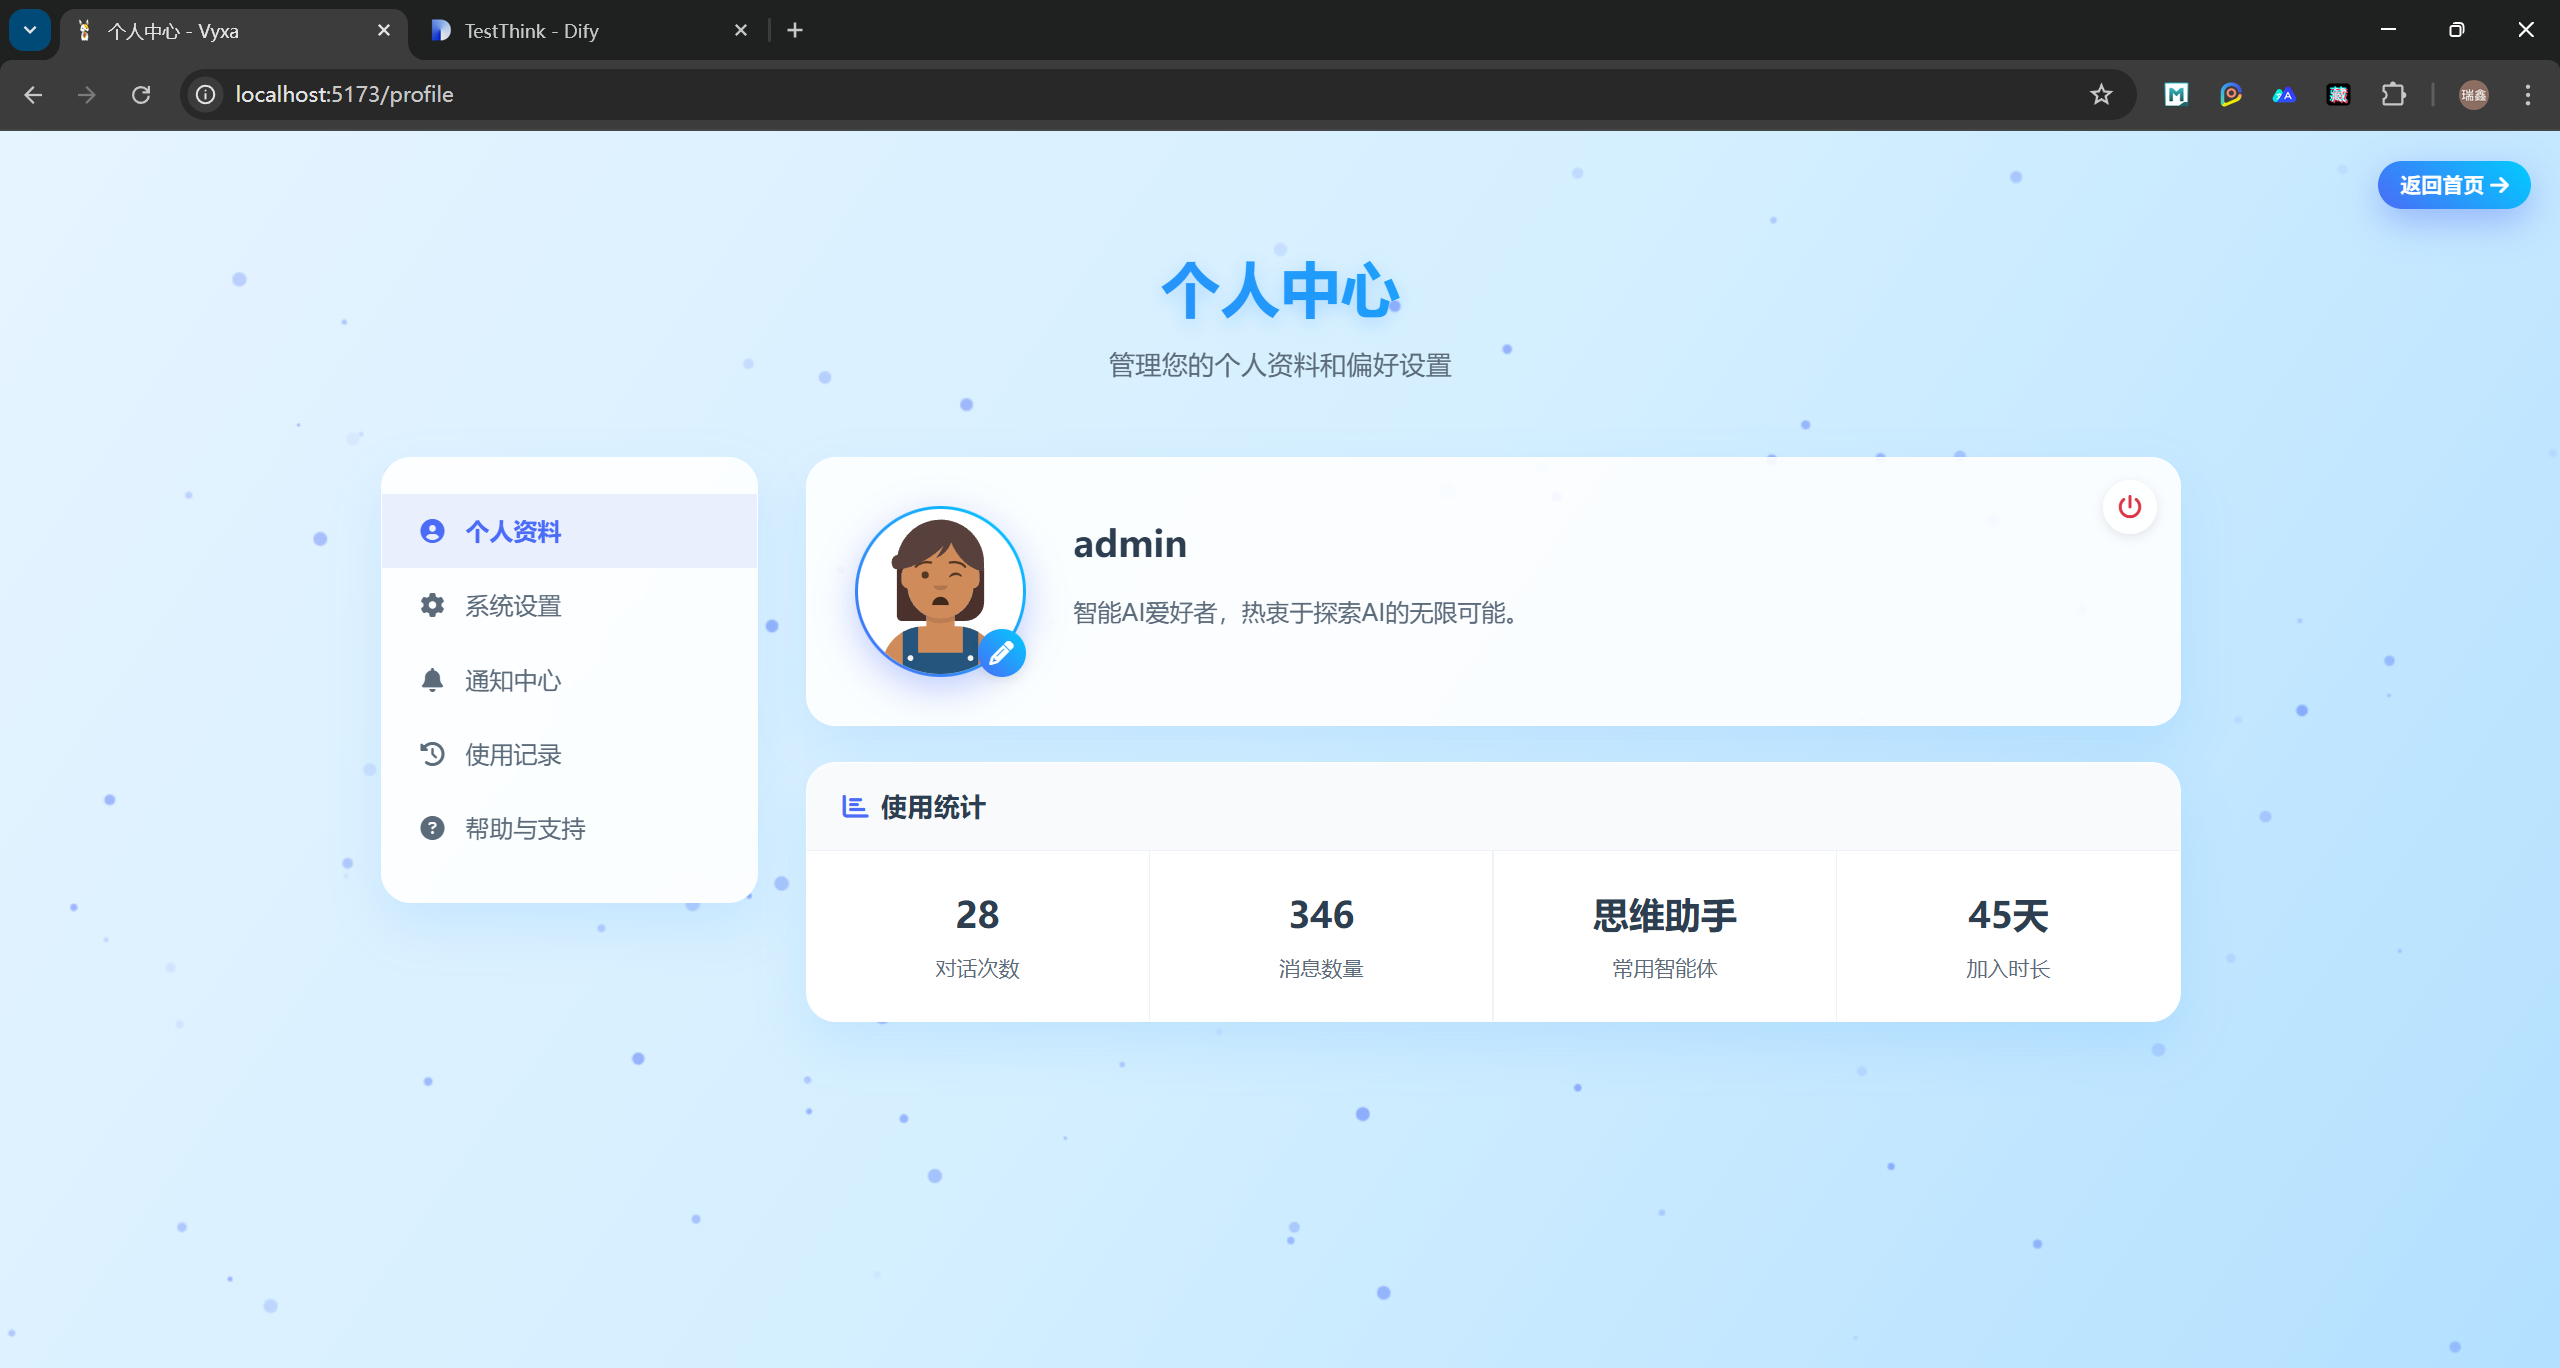 个人中心 - Vyxa
TestThink - Dify
localhost:5173/profile
瑞鑫
返回首页
个人中心
管理您的个人资料和偏好设置
个人资料
系统设置
通知中心
使用记录
帮助与支持
admin
智能AI爱好者，热衷于探索AI的无限可能。
使用统计
28
对话次数
346
消息数量
思维助手
常用智能体
45天
加入时长